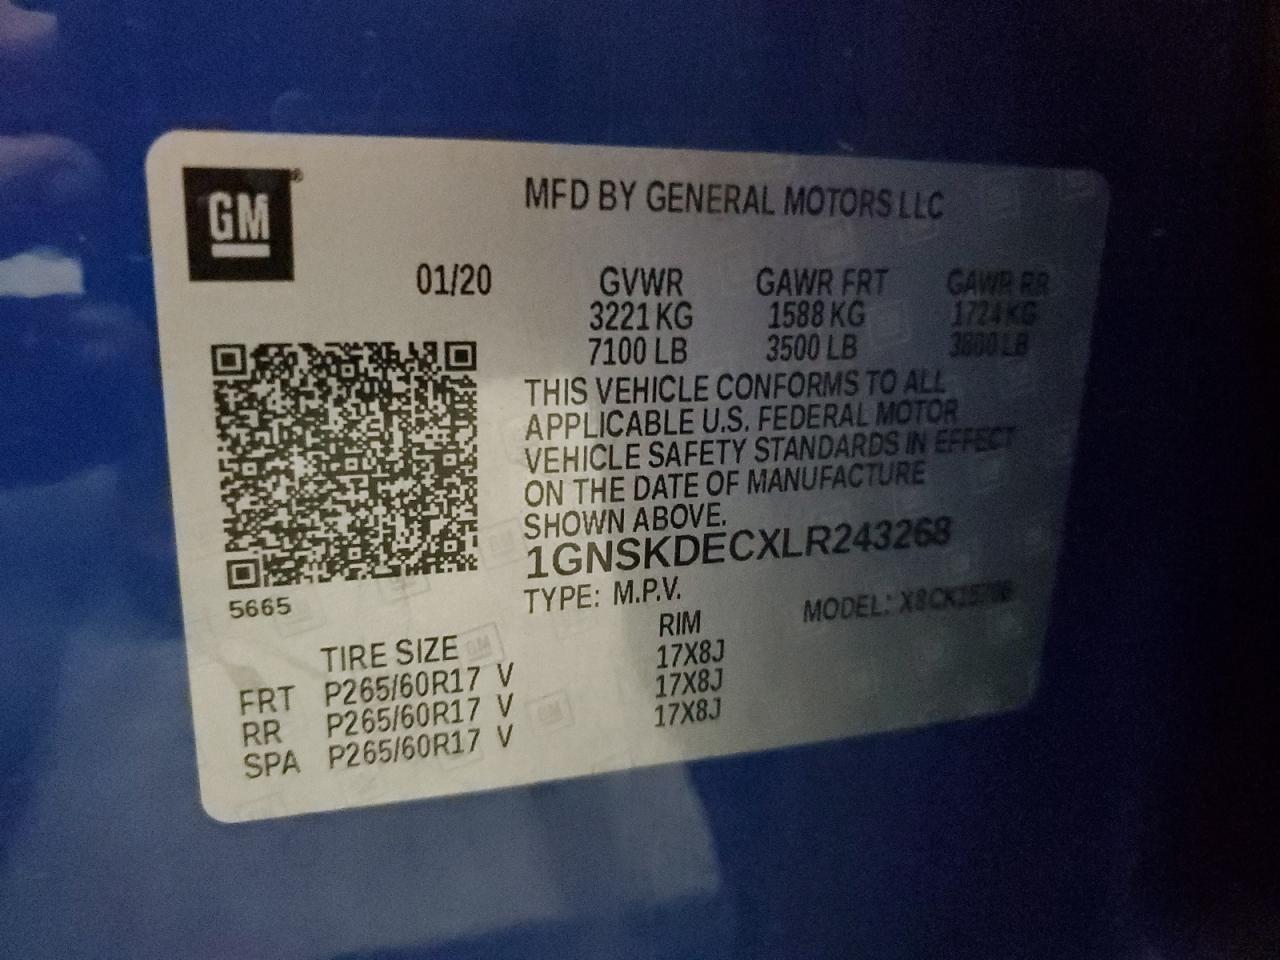 GM®
MFD BY GENERAL MOTORS LLC
01/20 GVWR GAWR FRT GAWR RR
3221 KG 1588 KG 1724 KG
7100 LB 3500 LB 3800 LB
THIS VEHICLE CONFORMS TO ALL
APPLICABLE U.S. FEDERAL MOTOR
VEHICLE SAFETY STANDARDS IN EFFECT
ON THE DATE OF MANUFACTURE
SHOWN ABOVE.
1GNSKDECXLR243268
TYPE: M.P.V. MODEL:
5665
TIRE SIZE RIM
FRT P265/60R17 V 17X8J
RR P265/60R17 V 17X8J
SPA P265/60R17 V 17X8J